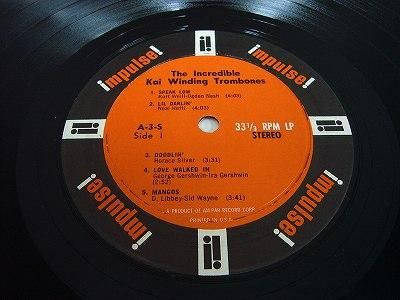 impulse!
i!
impulse!
i!
impulse!
i!
impulse!
i!
The Incredible
Kai Winding Trombones
1. SPEAK LOW
Kurt Weill-Ogden Nash (4:03)
2. LIL DARLIN'
Neal Hefti (4:03)
A-3-S
Side 1
33⅓ RPM LP
STEREO
3. DOODLIN'
Horace Silver (3:31)
4. LOVE WALKED IN
George Gershwin-Ira Gershwin
(2:52)
5. MANGOS
D. Libbey-Sid Wayne (3:41)
A PRODUCT OF AM-PAR RECORD CORP.
PRINTED IN U.S.A.